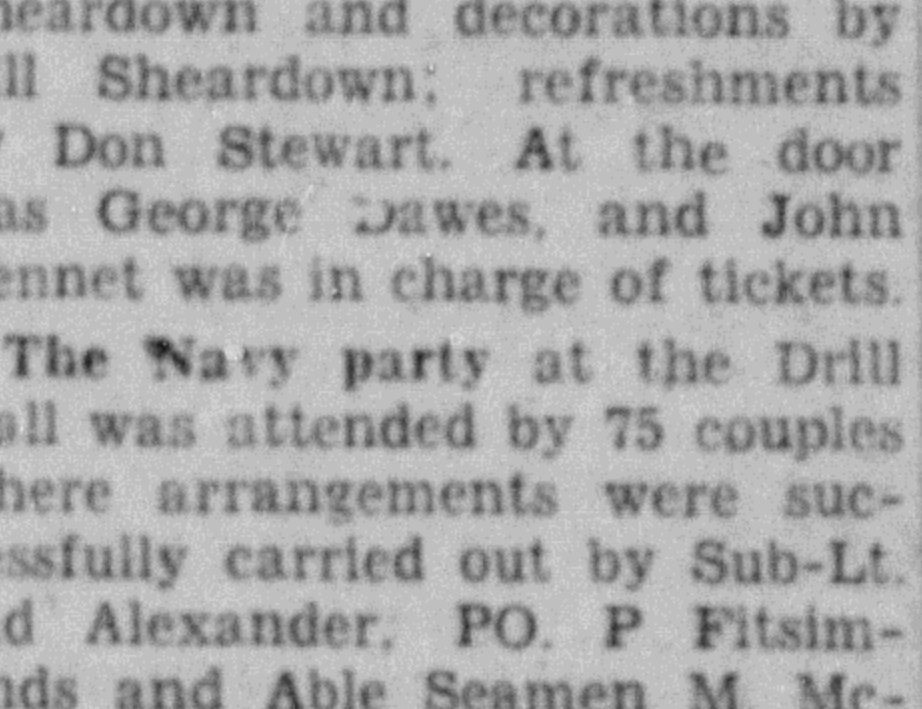 heardown and decorations by
ll Sheardown; refreshments
Don Stewart. At the door
as George Dawes, and John
ennet was in charge of tickets.
The Navy party at the Drill
all was attended by 75 couples
here arrangements were suc-
essfully carried out by Sub-Lt.
d Alexander, PO. P Fitsim-
nds and Able Seamen M. Mc-